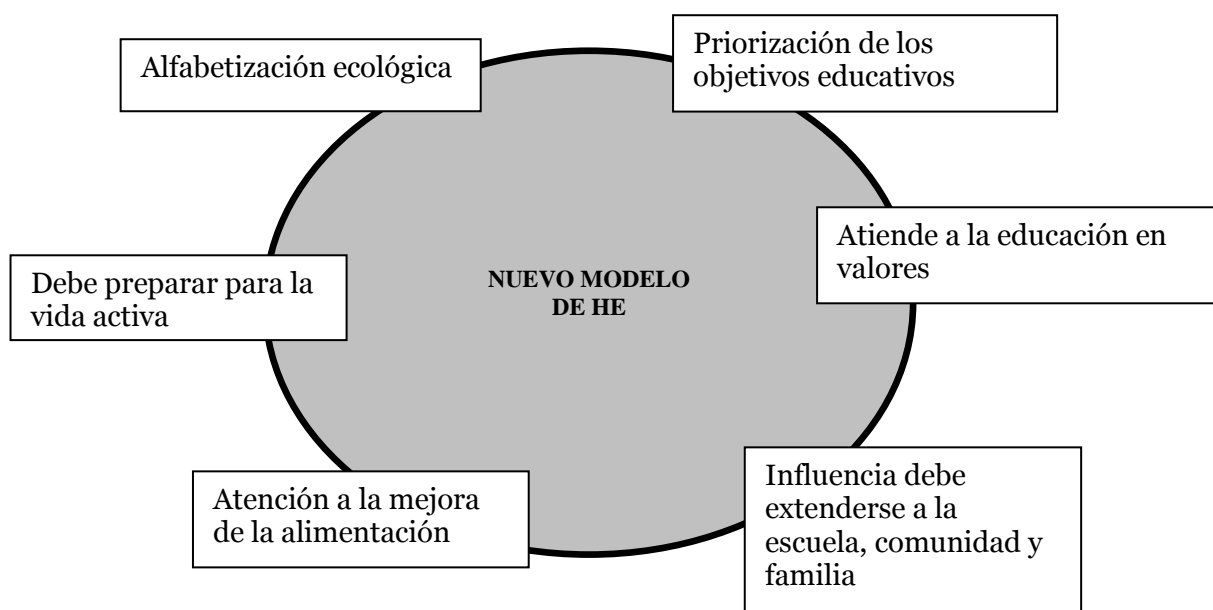 Alfabetización ecológica
Priorización de los
objetivos educativos
Atiende a la educación en
valores
Debe preparar para la
vida activa
NUEVO MODELO
DE HE
Atención a la mejora
de la alimentación
Influencia debe
extenderse a la
escuela, comunidad y
familia